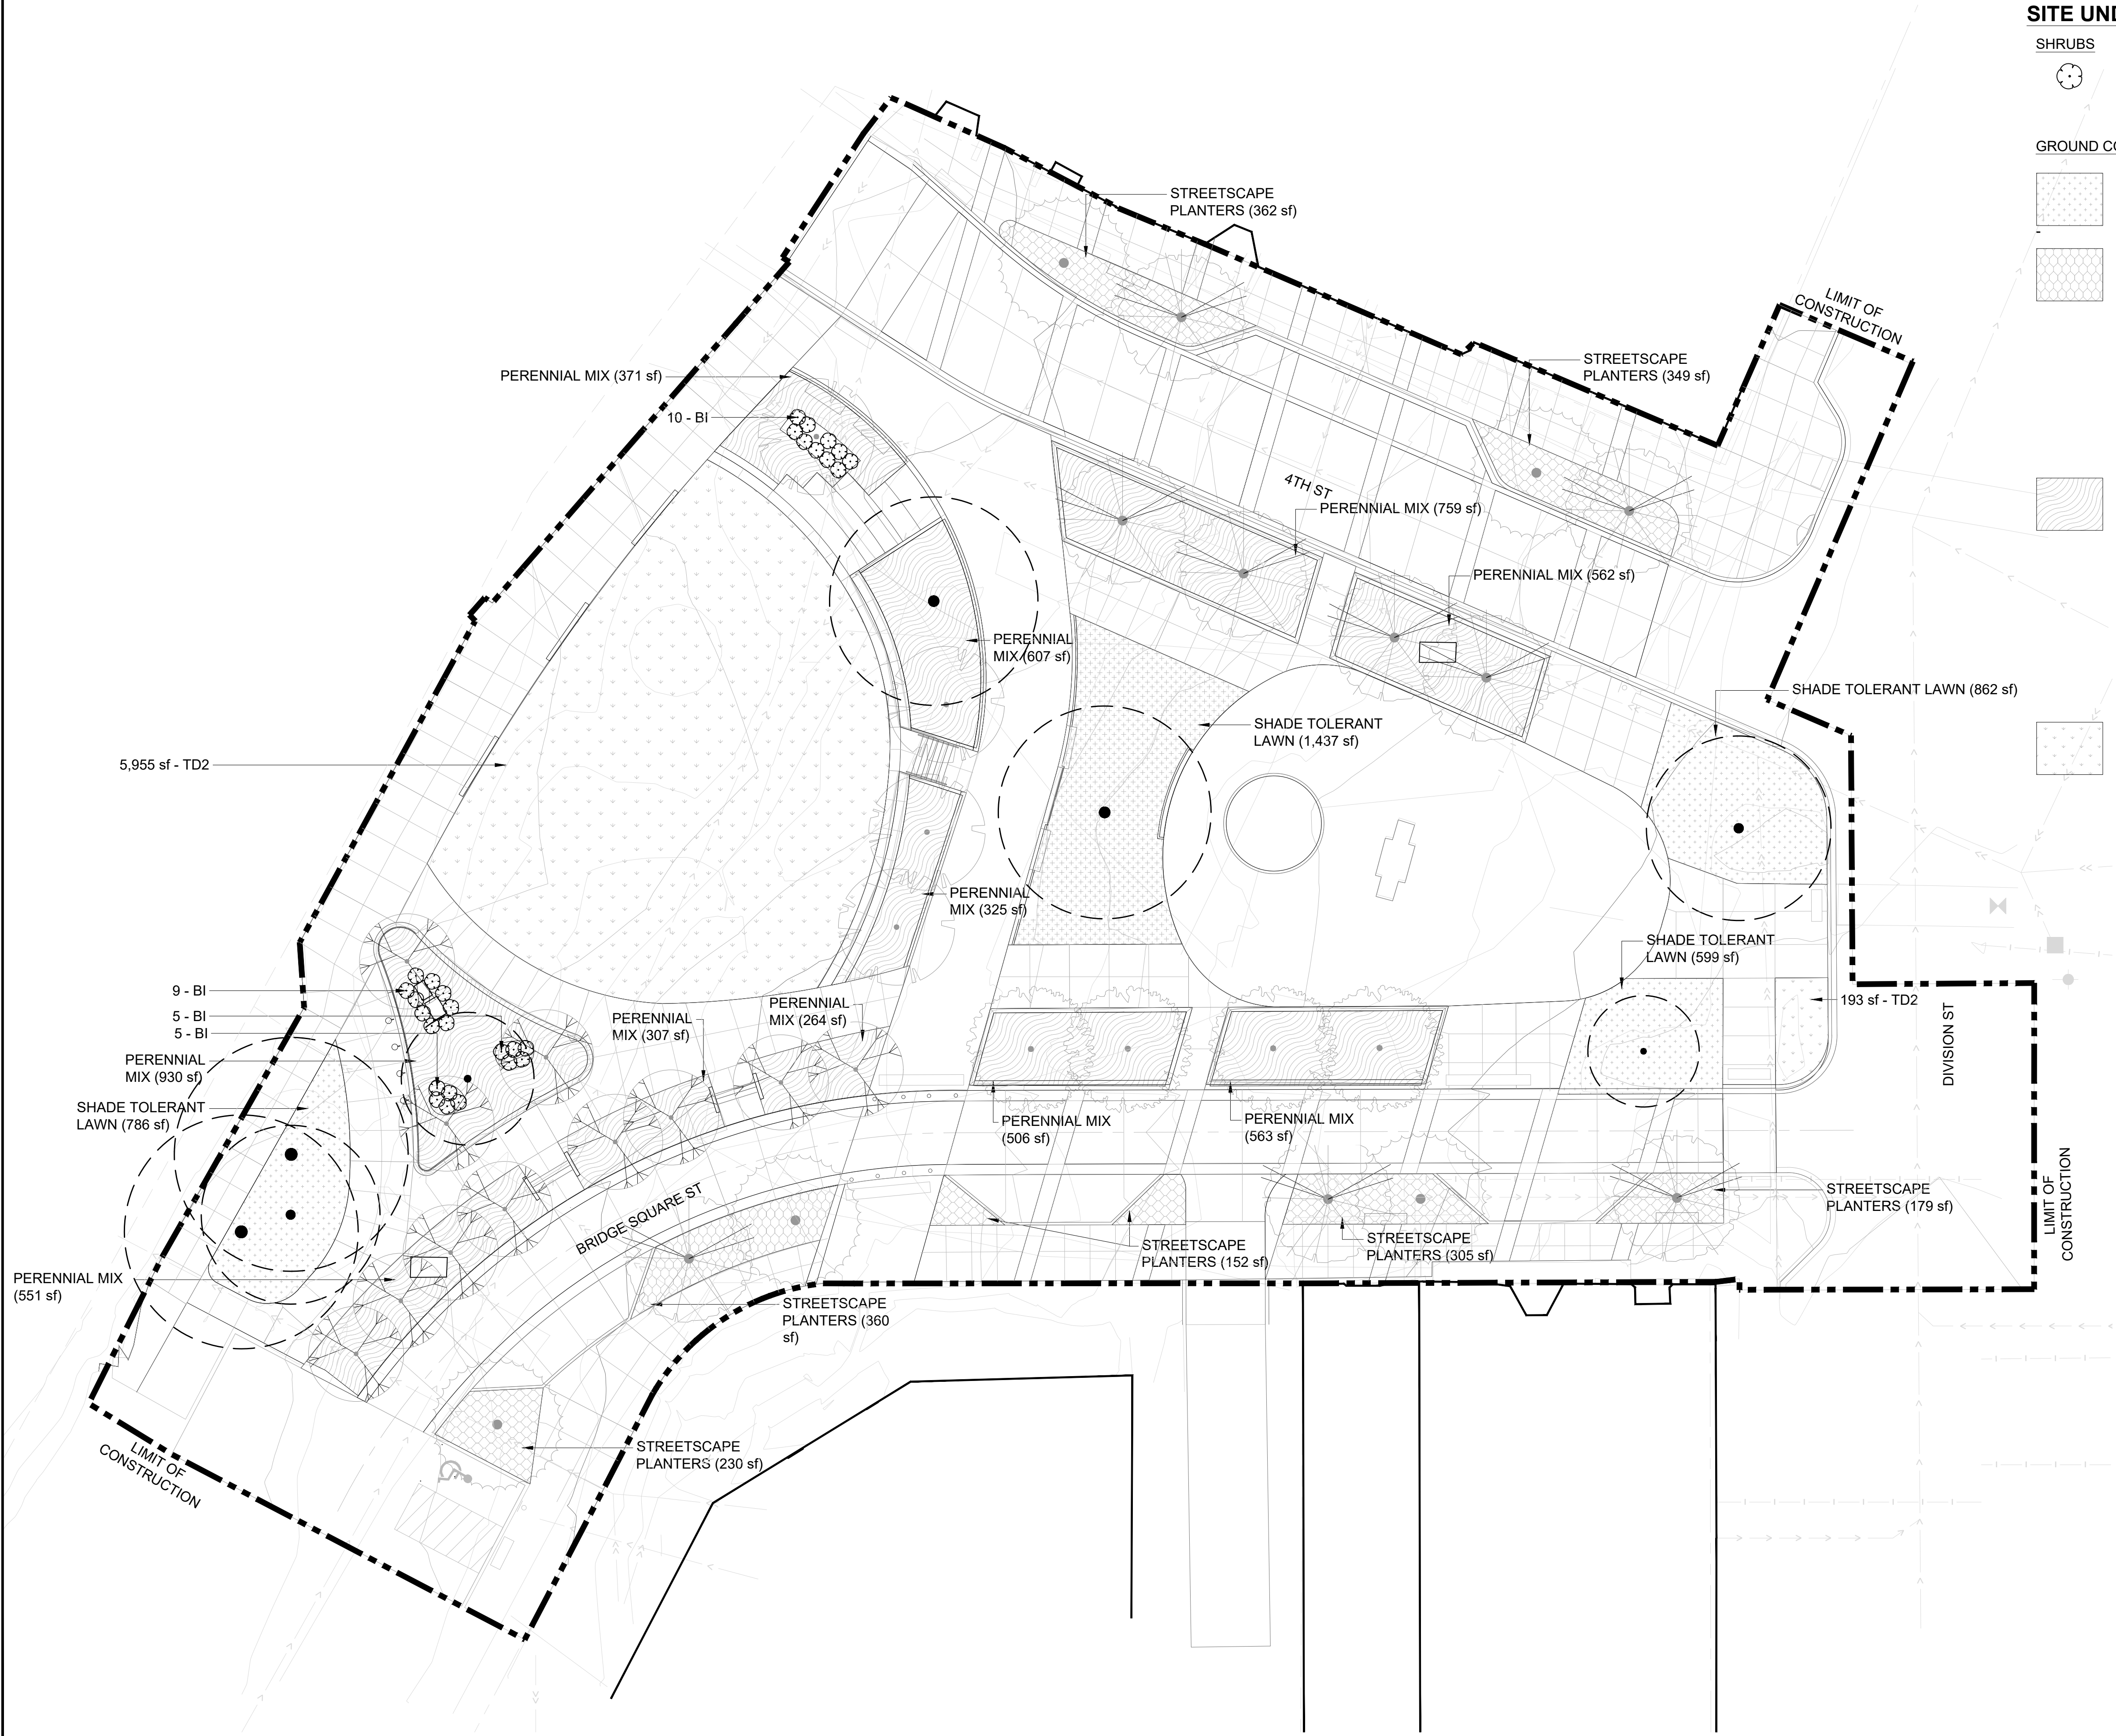 SITE UND
SHRUBS
GROUND CO
STREETSCAPE
PLANTERS (362 sf)
LIMIT OF
CONSTRUCTION
STREETSCAPE
PLANTERS (349 sf)
PERENNIAL MIX (371 sf)
10 - BI
4TH ST
PERENNIAL MIX (759 sf)
PERENNIAL MIX (562 sf)
PERENNIAL
MIX (607 sf)
SHADE TOLERANT LAWN (862 sf)
SHADE TOLERANT
LAWN (1,437 sf)
5,955 sf - TD2
PERENNIAL
MIX (325 sf)
SHADE TOLERANT
LAWN (599 sf)
9 - BI
5 - BI
5 - BI
PERENNIAL
MIX (264 sf)
193 sf - TD2
PERENNIAL
MIX (307 sf)
DIVISION ST
PERENNIAL
MIX (930 sf)
SHADE TOLERANT
LAWN (786 sf)
PERENNIAL MIX
(506 sf)
PERENNIAL MIX
(563 sf)
LIMIT OF
CONSTRUCTION
BRIDGE SQUARE ST
STREETSCAPE
PLANTERS (179 sf)
STREETSCAPE
PLANTERS (152 sf)
STREETSCAPE
PLANTERS (305 sf)
PERENNIAL MIX
(551 sf)
STREETSCAPE
PLANTERS (360
sf)
STREETSCAPE
PLANTERS (230 sf)
LIMIT OF
CONSTRUCTION